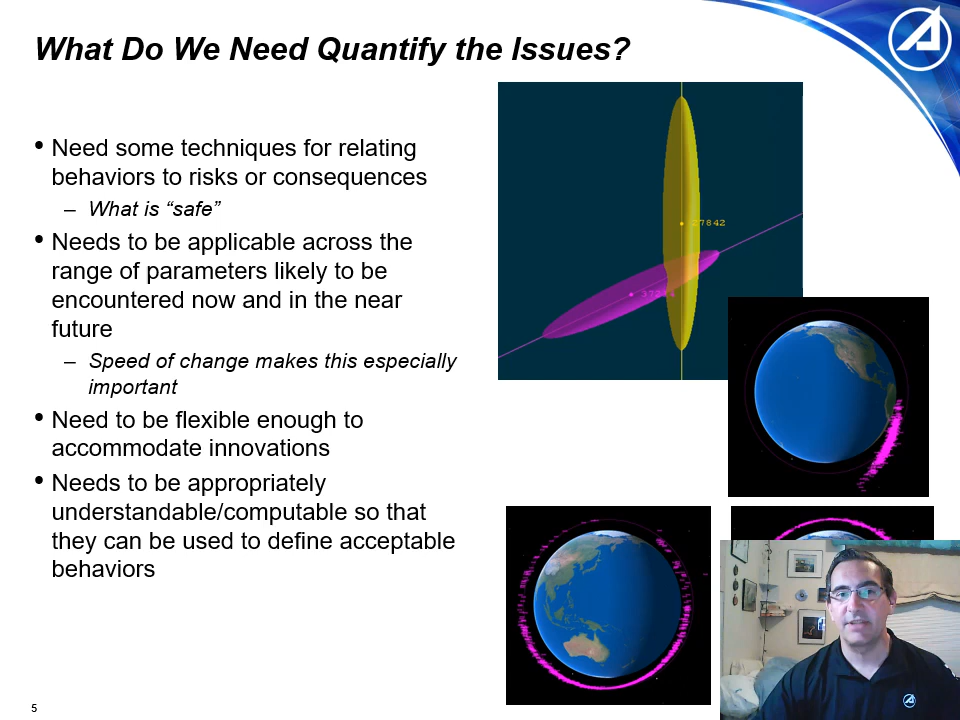 What Do We Need Quantify the Issues?
• Need some techniques for relating
behaviors to risks or consequences
– What is “safe”
• Needs to be applicable across the
range of parameters likely to be
encountered now and in the near
future
– Speed of change makes this especially
important
• Need to be flexible enough to
accommodate innovations
• Needs to be appropriately
understandable/computable so that
they can be used to define acceptable
behaviors
5